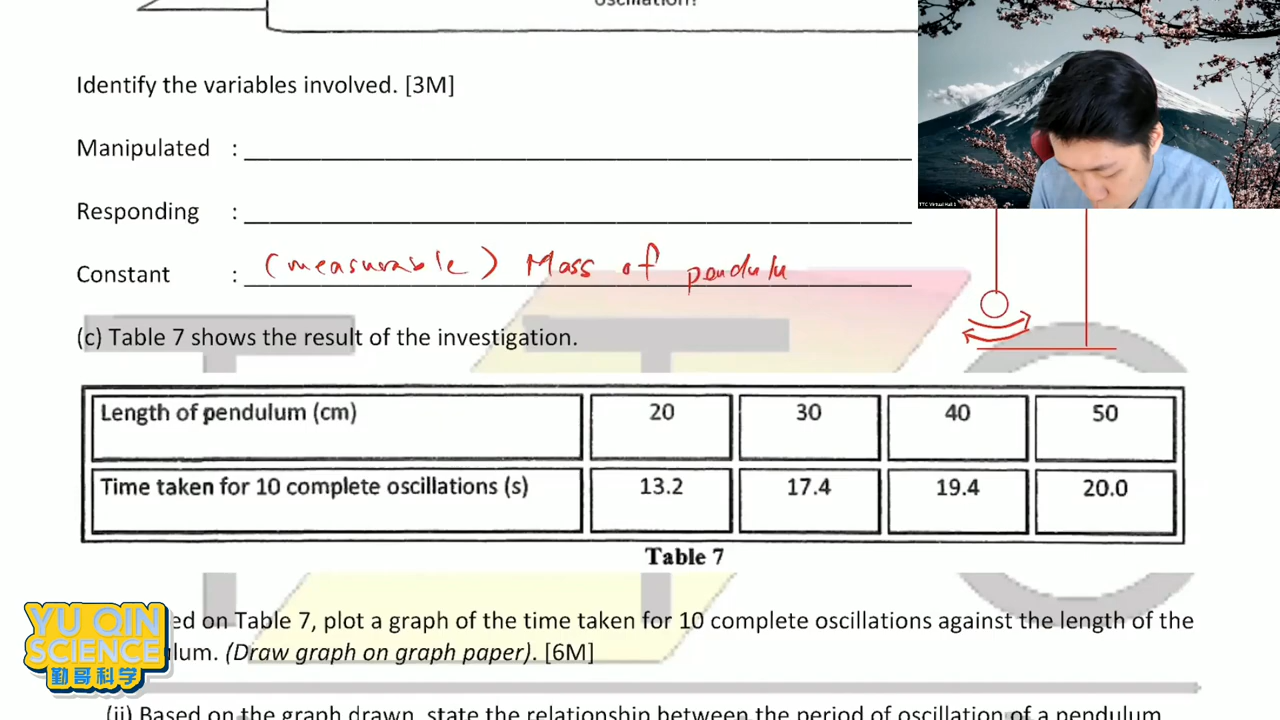 Identify the variables involved. [3M]
Manipulated :
Responding :
Constant : (measurable) Mass of pendulu
(c) Table 7 shows the result of the investigation.
Length of pendulum (cm) 20 30 40 50
Time taken for 10 complete oscillations (s) 13.2 17.4 19.4 20.0
Table 7
ed on Table 7, plot a graph of the time taken for 10 complete oscillations against the length of the
lum. (Draw graph on graph paper). [6M]
YU QIN
SCIENCE
勤哥科学
(ii) Based on the graph drawn, state the relationship between the period of oscillation of a pendulum